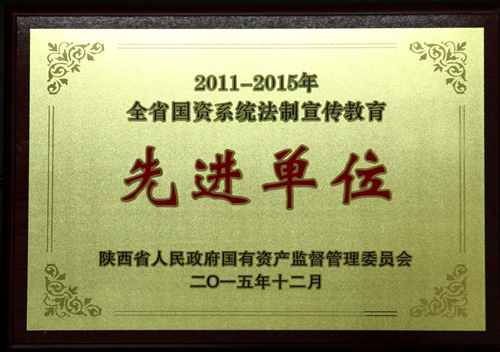 2011-2015年
全省国资系统法制宣传教育
先进单位
陕西省人民政府国有资产监督管理委员会
二〇一五年十二月